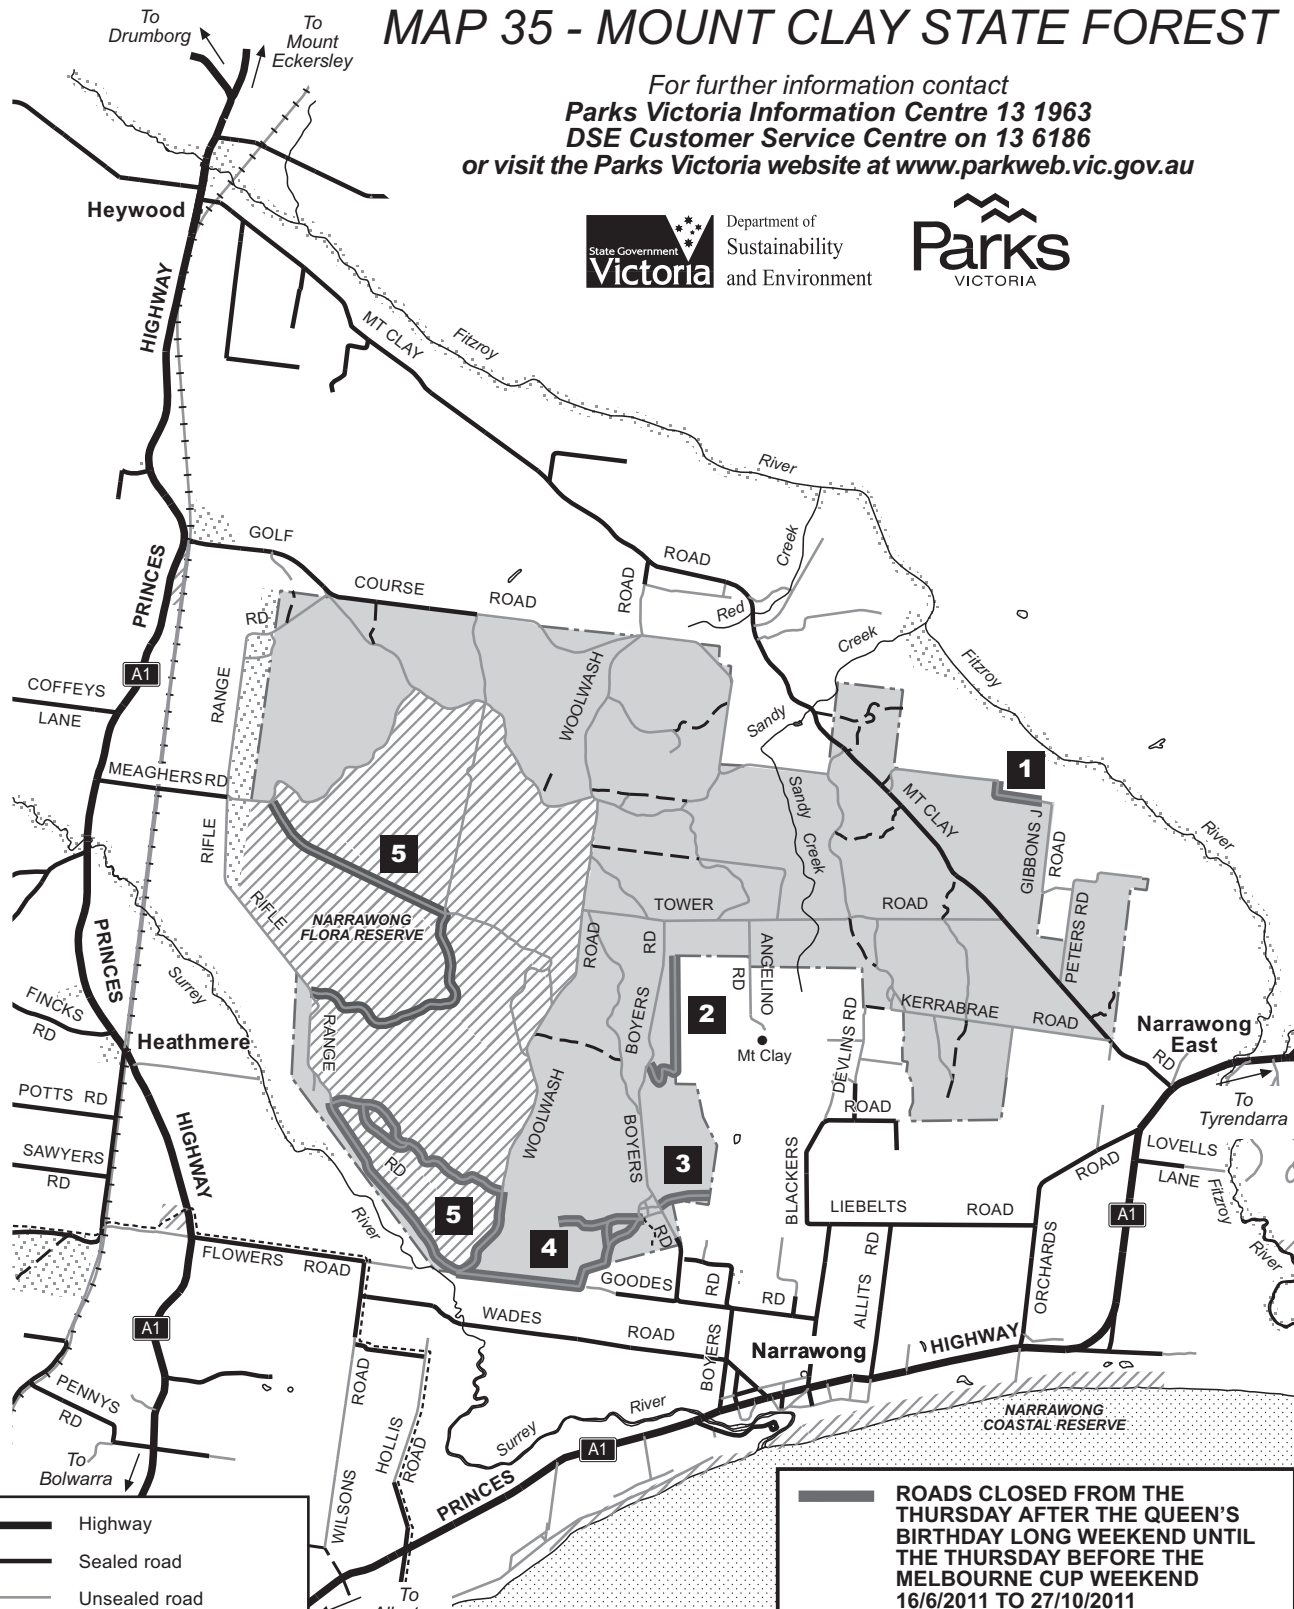 MAP 35 - MOUNT CLAY STATE FOREST
For further information contact
Parks Victoria Information Centre 13 1963
DSE Customer Service Centre on 13 6186
or visit the Parks Victoria website at www.parkweb.vic.gov.au
State Government
Victoria
Department of
Sustainability
and Environment
Parks
VICTORIA
To
Drumborg
To
Mount
Eckersley
Heywood
HIGHWAY
MT CLAY
Fitzroy
River
PRINCES
GOLF
COURSE
ROAD
ROAD
ROAD
Creek
Red
Creek
Fitzroy
RD
A1
COFFEYS
LANE
RANGE
WOOLWASH
Sandy
Sandy
Creek
1
MEAGHERS RD
RIFLE
5
MT CLAY
GIBBONS
ROAD
River
RIFLE
NARRAWONG
FLORA RESERVE
TOWER
ROAD
PETERS RD
PRINCES
Surrey
ROAD
RD
ANGELINO
RD
FINCKS
RD
Heathmere
RANGE
BOYERS
2
Mt Clay
DEVLINS RD
KERRABRAE
ROAD
Narrawong
East
RD
To
Tyrendarra
POTTS RD
HIGHWAY
WOOLWASH
BOYERS
ROAD
SAWYERS
RD
RD
3
BLACKERS
LOVELLS
LANE
ROAD
Fitzroy
River
5
River
4
RD
LIEBELTS
ROAD
A1
FLOWERS
ROAD
GOODES
RD
RD
RD
ALLITS
ORCHARDS
A1
WADES
ROAD
BOYERS
Narrawong
HIGHWAY
PENNYS
RD
ROAD
HOLLIS
ROAD
River
Surrey
NARRAWONG
COASTAL RESERVE
To
Bolwarra
A1
WILSONS
PRINCES
To
Highway
Sealed road
Unsealed road
ROADS CLOSED FROM THE
THURSDAY AFTER THE QUEEN'S
BIRTHDAY LONG WEEKEND UNTIL
THE THURSDAY BEFORE THE
MELBOURNE CUP WEEKEND
16/6/2011 TO 27/10/2011